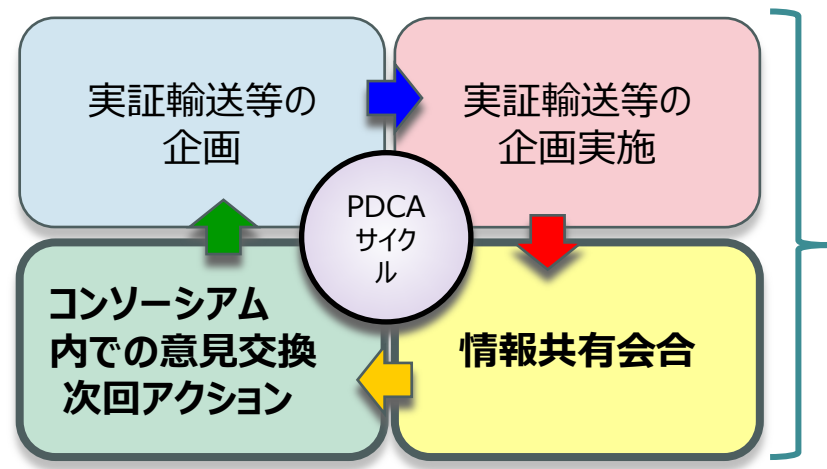 実証輸送等の
企画
実証輸送等の
企画実施
PDCA
サイク
ル
コンソーシアム
内での意見交換
次回アクション
情報共有会合